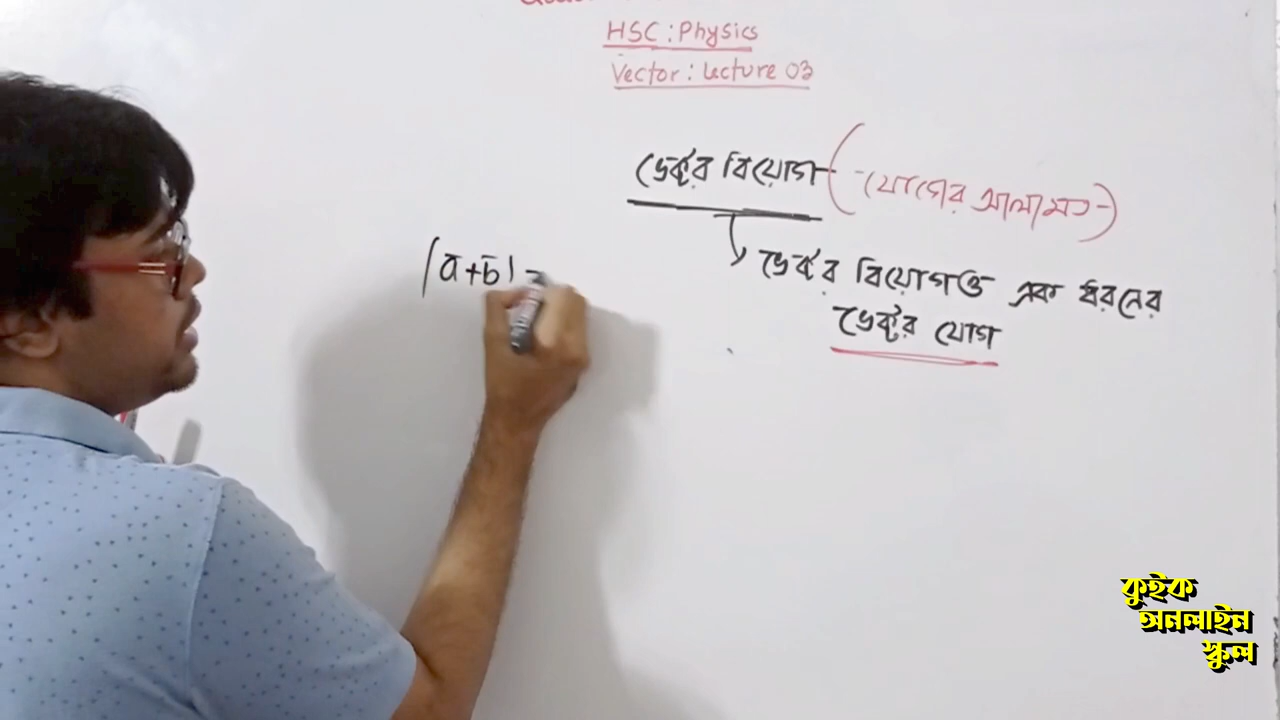 HSC : Physics
Vector : Lecture 03
ভেক্টর বিয়োগ (যোগের আলামত)
ভেক্টর বিয়োগও এক ধরনের
ভেক্টর যোগ
|a̅+b̅| =
কুইক
অনলাইন
স্কুল